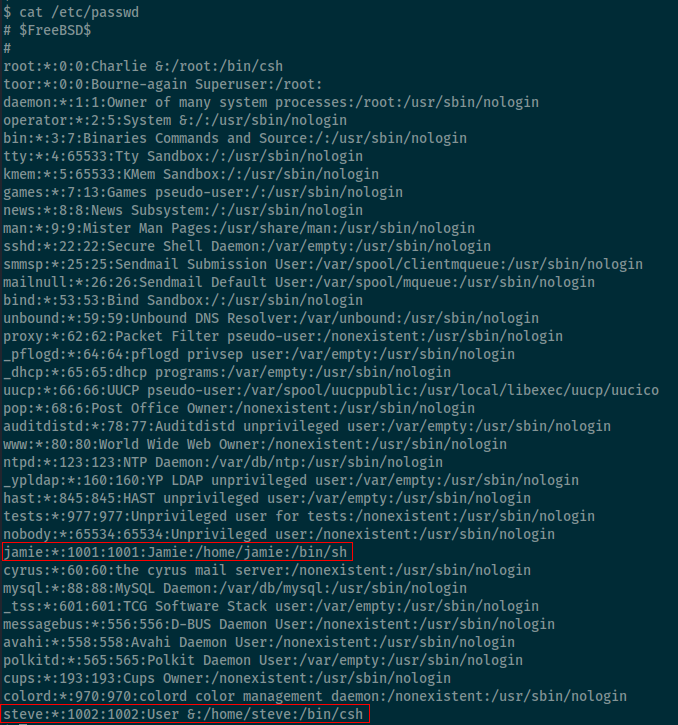 $ cat /etc/passwd
# $FreeBSD$
#
root:*:0:0:Charlie &:/root:/bin/csh
toor:*:0:0:Bourne-again Superuser:/root:
daemon:*:1:1:Owner of many system processes:/root:/usr/sbin/nologin
operator:*:2:5:System &:/:/usr/sbin/nologin
bin:*:3:7:Binaries Commands and Source:/:/usr/sbin/nologin
tty:*:4:65533:Tty Sandbox:/:/usr/sbin/nologin
kmem:*:5:65533:KMem Sandbox:/:/usr/sbin/nologin
games:*:7:13:Games pseudo-user:/:/usr/sbin/nologin
news:*:8:8:News Subsystem:/:/usr/sbin/nologin
man:*:9:9:Mister Man Pages:/usr/share/man:/usr/sbin/nologin
sshd:*:22:22:Secure Shell Daemon:/var/empty:/usr/sbin/nologin
smmsp:*:25:25:Sendmail Submission User:/var/spool/clientmqueue:/usr/sbin/nologin
mailnull:*:26:26:Sendmail Default User:/var/spool/mqueue:/usr/sbin/nologin
bind:*:53:53:Bind Sandbox:/:/usr/sbin/nologin
unbound:*:59:59:Unbound DNS Resolver:/var/unbound:/usr/sbin/nologin
proxy:*:62:62:Packet Filter pseudo-user:/nonexistent:/usr/sbin/nologin
_pflogd:*:64:64:pflogd privsep user:/var/empty:/usr/sbin/nologin
_dhcp:*:65:65:dhcp programs:/var/empty:/usr/sbin/nologin
uucp:*:66:66:UUCP pseudo-user:/var/spool/uucppublic:/usr/local/libexec/uucp/uucico
pop:*:68:6:Post Office Owner:/nonexistent:/usr/sbin/nologin
auditdistd:*:78:77:Auditdistd unprivileged user:/var/empty:/usr/sbin/nologin
www:*:80:80:World Wide Web Owner:/nonexistent:/usr/sbin/nologin
ntpd:*:123:123:NTP Daemon:/var/db/ntp:/usr/sbin/nologin
_ypldap:*:160:160:YP LDAP unprivileged user:/var/empty:/usr/sbin/nologin
hast:*:845:845:HAST unprivileged user:/var/empty:/usr/sbin/nologin
tests:*:977:977:Unprivileged user for tests:/nonexistent:/usr/sbin/nologin
nobody:*:65534:65534:Unprivileged user:/nonexistent:/usr/sbin/nologin
jamie:*:1001:1001:Jamie:/home/jamie:/bin/sh
cyrus:*:60:60:the cyrus mail server:/nonexistent:/usr/sbin/nologin
mysql:*:88:88:MySQL Daemon:/var/db/mysql:/usr/sbin/nologin
_tss:*:601:601:TCG Software Stack user:/var/empty:/usr/sbin/nologin
messagebus:*:556:556:D-BUS Daemon User:/nonexistent:/usr/sbin/nologin
avahi:*:558:558:Avahi Daemon User:/nonexistent:/usr/sbin/nologin
polkitd:*:565:565:Polkit Daemon User:/var/empty:/usr/sbin/nologin
cups:*:193:193:Cups Owner:/nonexistent:/usr/sbin/nologin
colord:*:970:970:colord color management daemon:/nonexistent:/usr/sbin/nologin
steve:*:1002:1002:User &:/home/steve:/bin/csh